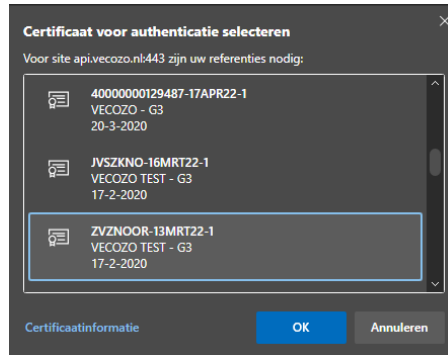 Certificaat voor authenticatie selecteren
Voor site api.vecozo.nl:443 zijn uw referenties nodig:
40000000129487-17APR22-1
VECOZO - G3
20-3-2020
JVSZKNO-16MRT22-1
VECOZO TEST - G3
17-2-2020
ZVZNOOR-13MRT22-1
VECOZO TEST - G3
17-2-2020
Certificaatinformatie
OK
Annuleren